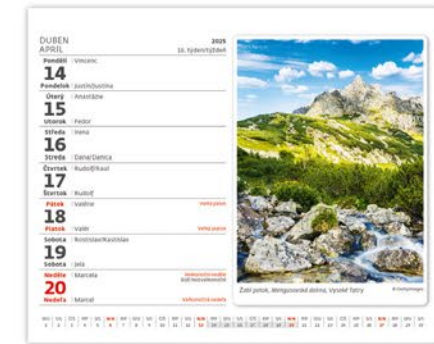 DUBEN 2025
APRÍL 16. týden/týždeň
Pondělí Vincenc
14
Pondelok Justín/Justína
Úterý Anastázie
15
Utorok Fedor
Středa Irena
16
Streda Dana/Danica
Čtvrtek Rudolf/Raul
17
Štvrtok Rudolf
Pátek Valérie Velký pátek
18
Piatok Valér Veľký piatok
Sobota Rostislav/Rastislav
19
Sobota Jela
Neděle Marcela Velikonoční neděle
20
Nedeľa Marcel Veľkonočná nedeľa
Žabí potok, Mengusovská dolina, Vysoké Tatry